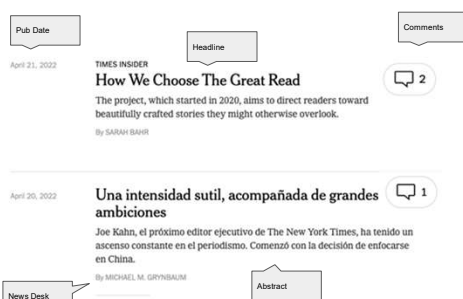 Pub Date
Comments
Headline
April 21, 2022
TIMES INSIDER
How We Choose The Great Read
2
The project, which started in 2020, aims to direct readers toward
beautifully crafted stories they might otherwise overlook.
By SARAH BAHR
April 20, 2022
Una intensidad sutil, acompañada de grandes
ambiciones
1
Joe Kahn, el próximo editor ejecutivo de The New York Times, ha tenido un
ascenso constante en el periodismo. Comenzó con la decisión de enfocarse
en China.
By MICHAEL M. GRYNBAUM
Abstract
News Desk